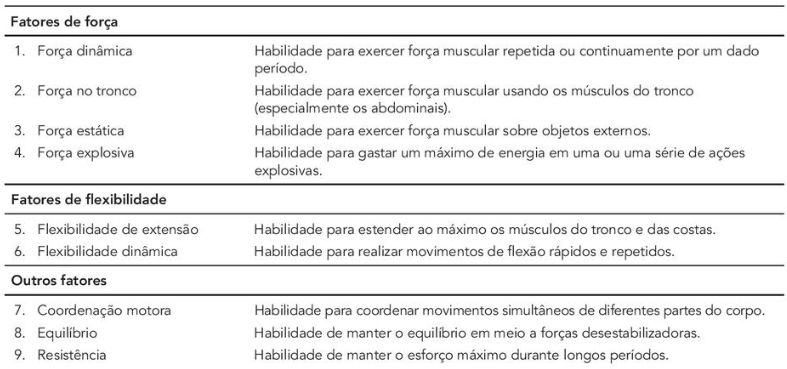 Fatores de força
1. Força dinâmica Habilidade para exercer força muscular repetida ou continuamente por um dado
período.
2. Força no tronco Habilidade para exercer força muscular usando os músculos do tronco
(especialmente os abdominais).
3. Força estática Habilidade para exercer força muscular sobre objetos externos.
4. Força explosiva Habilidade para gastar um máximo de energia em uma ou uma série de ações
explosivas.
Fatores de flexibilidade
5. Flexibilidade de extensão Habilidade para estender ao máximo os músculos do tronco e das costas.
6. Flexibilidade dinâmica Habilidade para realizar movimentos de flexão rápidos e repetidos.
Outros fatores
7. Coordenação motora Habilidade para coordenar movimentos simultâneos de diferentes partes do corpo.
8. Equilíbrio Habilidade de manter o equilíbrio em meio a forças desestabilizadoras.
9. Resistência Habilidade de manter o esforço máximo durante longos períodos.